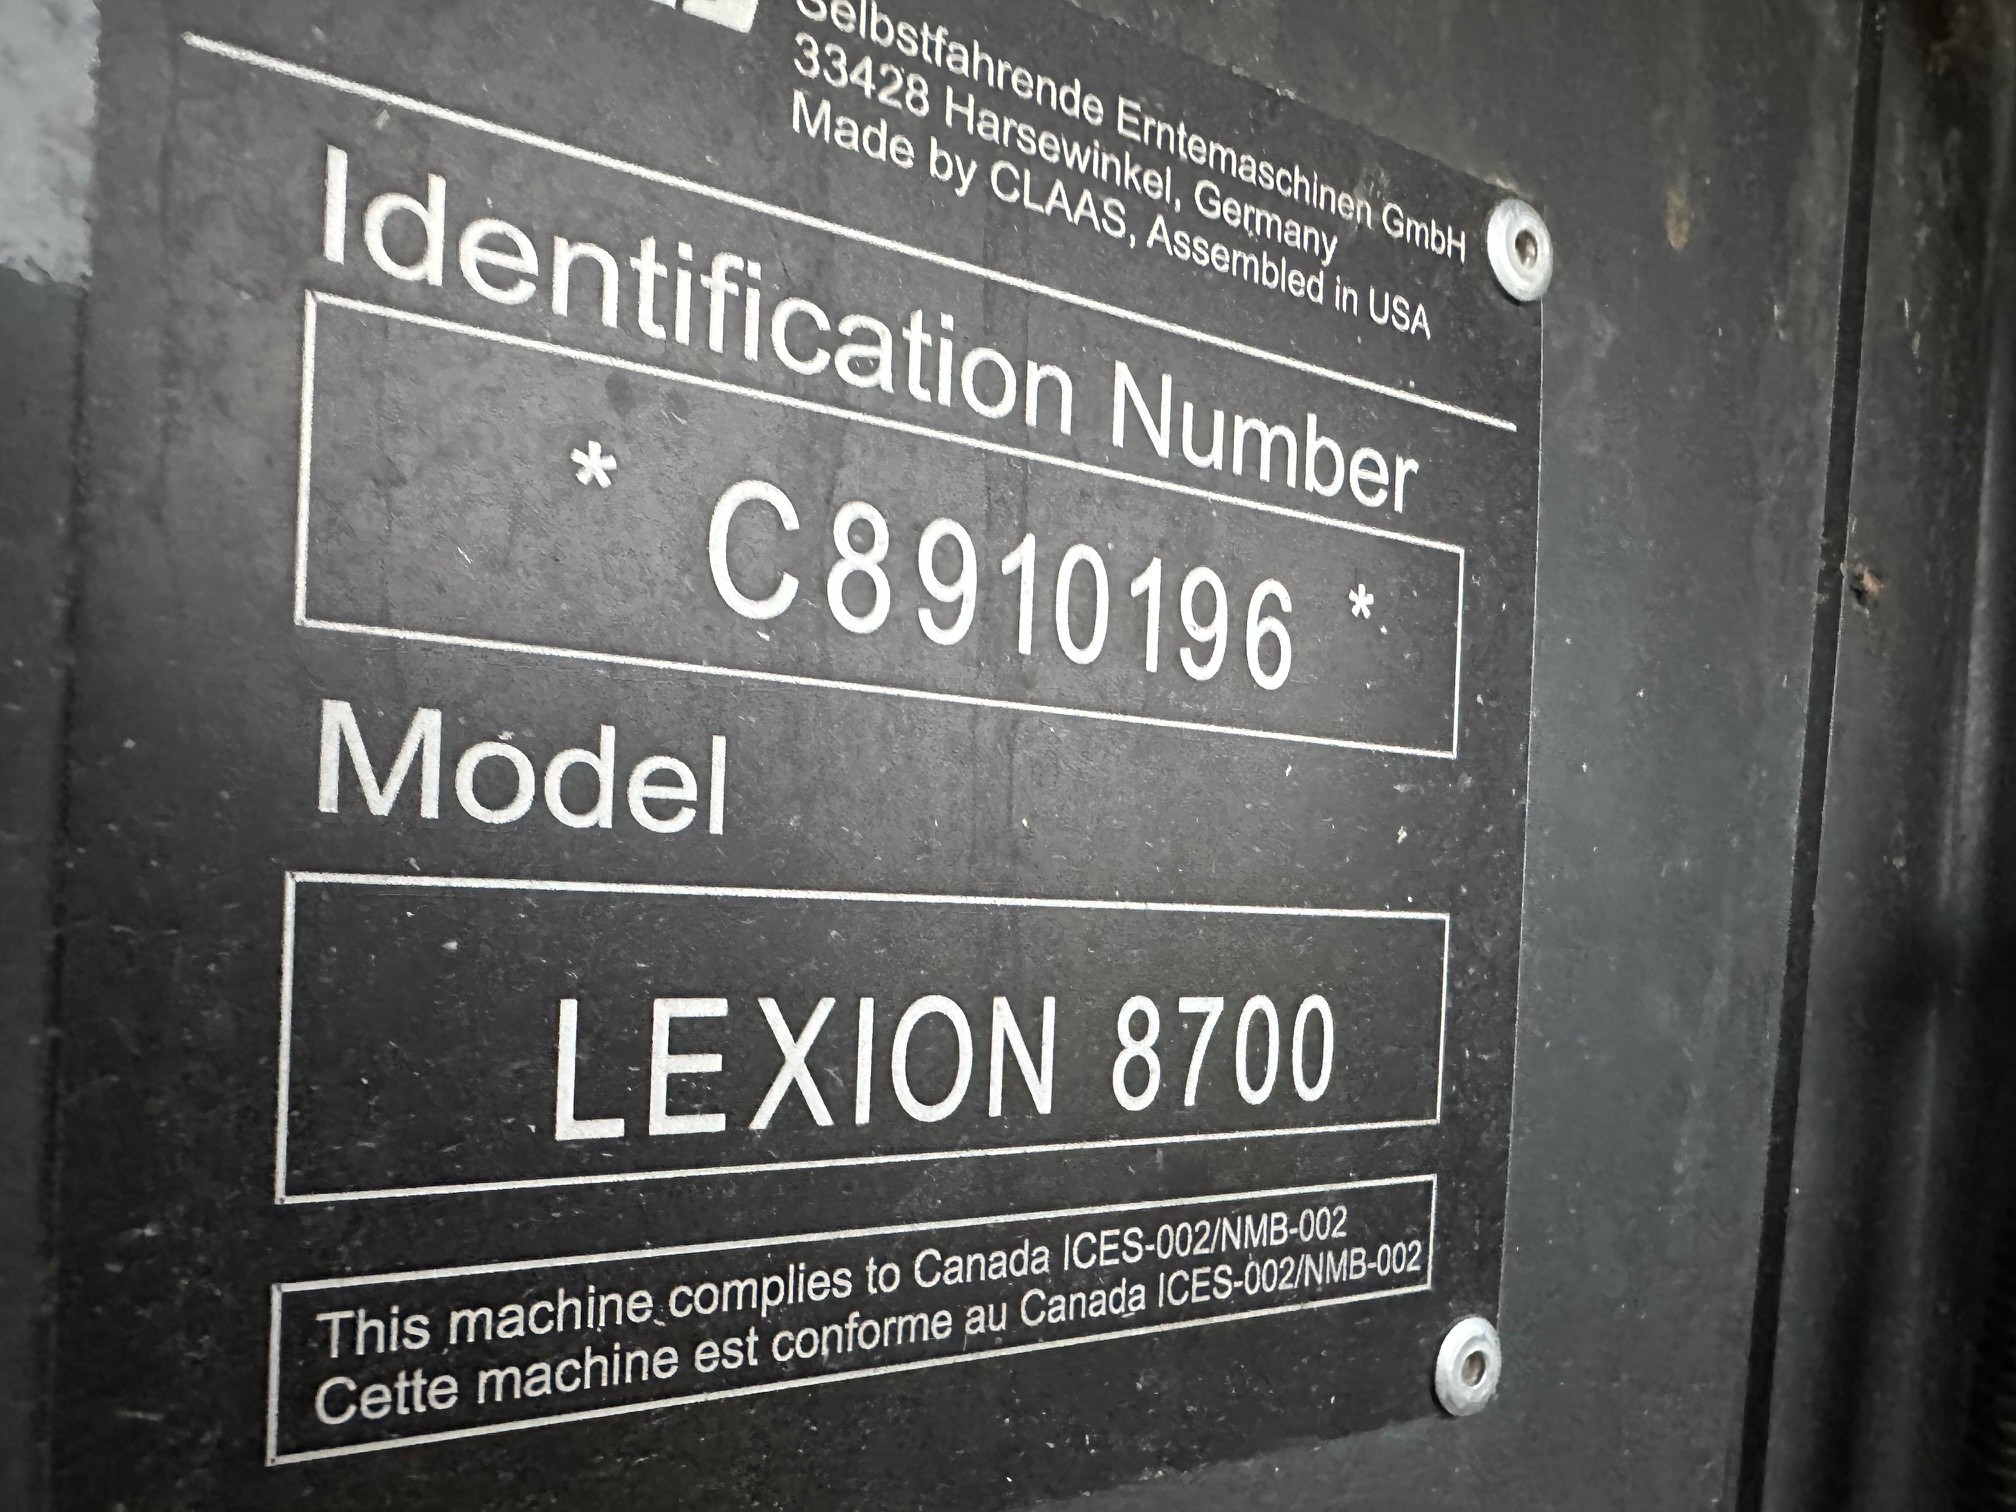 Selbstfahrende Erntemaschinen GmbH
33428 Harsewinkel, Germany
Made by CLAAS, Assembled in USA
Identification Number
* C8910196 *
Model
LEXION 8700
This machine complies to Canada ICES-002/NMB-002
Cette machine est conforme au Canada ICES-002/NMB-002